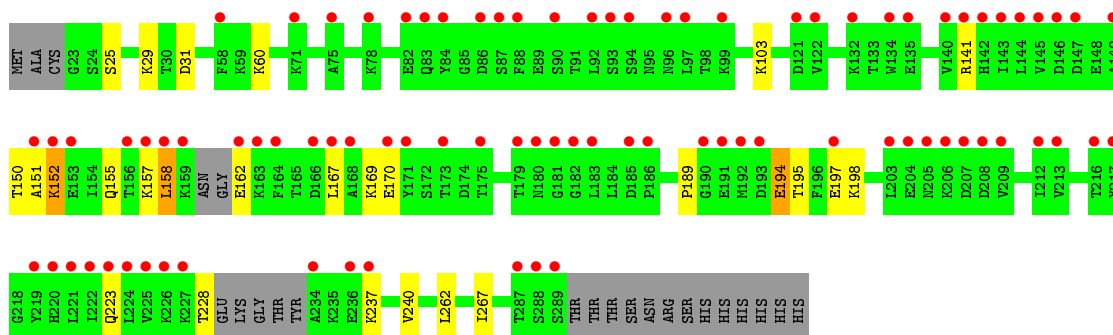 MET ALA CYS G23 S24 S25 K29 T30 D31 F58 K59 K60 K71 A75 K78 E82 Q83 Y84 G85 D86 S87 F88 E89 S90 T91 L92 S93 S94 N95 N96 L97 T98 K99 K103 D121 V122 K132 T133 W134 E135 V140 R141 H142 I143 L144 V145 D146 D147 E148
T150 A151 K152 E153 I154 Q155 T156 K157 L158 K159 ASN GLY E162 K163 F164 T165 D166 L167 A168 K169 E170 Y171 S172 T173 D174 T175 T179 N180 G181 G182 L183 L184 D185 P186 P189 G190 E191 M192 D193 E194 T195 F196 E197 K198 L203 E204 N205 K206 D207 D208 V209 I212 V213 T216
G218 Y219 H220 L221 I222 Q223 L224 V225 K226 K227 T228 GLU LYS GLY THR TYR A234 K235 E236 K237 V240 L262 I267 T287 S288 S289 THR THR THR SER ASN ARG SER HIS HIS HIS HIS HIS HIS